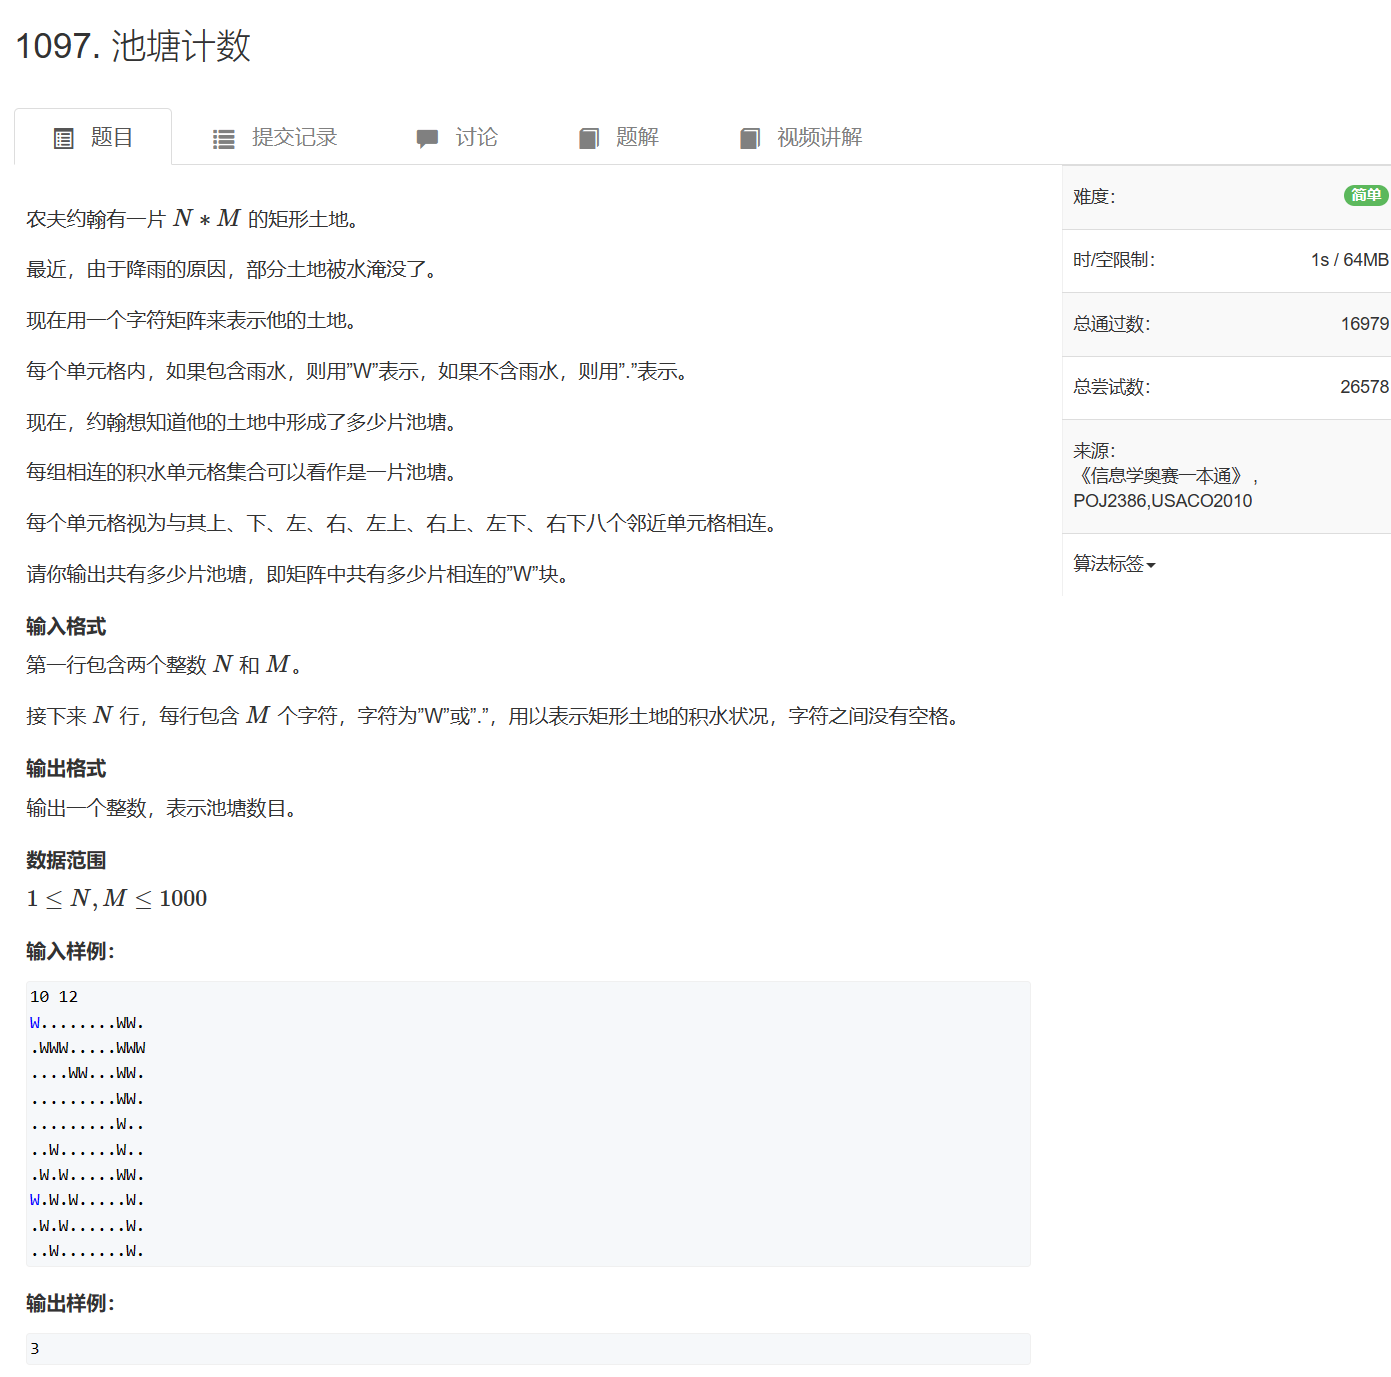 1097. 池塘计数
题目 提交记录 讨论 题解 视频讲解
农夫约翰有一片 N ∗ M 的矩形土地。
最近，由于降雨的原因，部分土地被水淹没了。
现在用一个字符矩阵来表示他的土地。
每个单元格内，如果包含雨水，则用”W”表示，如果不含雨水，则用”.”表示。
现在，约翰想知道他的土地中形成了多少片池塘。
每组相连的积水单元格集合可以看作是一片池塘。
每个单元格视为与其上、下、左、右、左上、右上、左下、右下八个邻近单元格相连。
请你输出共有多少片池塘，即矩阵中共有多少片相连的”W”块。
输入格式
第一行包含两个整数 N 和 M。
接下来 N 行，每行包含 M 个字符，字符为”W”或”.”，用以表示矩形土地的积水状况，字符之间没有空格。
输出格式
输出一个整数，表示池塘数目。
数据范围
1 ≤ N, M ≤ 1000
输入样例：
10 12
W........WW.
.WWW.....WWW
....WW...WW.
.........WW.
.........W..
..W......W..
.W.W.....WW.
W.W.W.....W.
.W.W......W.
..W.......W.
输出样例：
3
难度： 简单
时/空限制： 1s / 64MB
总通过数： 16979
总尝试数： 26578
来源：
《信息学奥赛一本通》 ,
POJ2386,USACO2010
算法标签